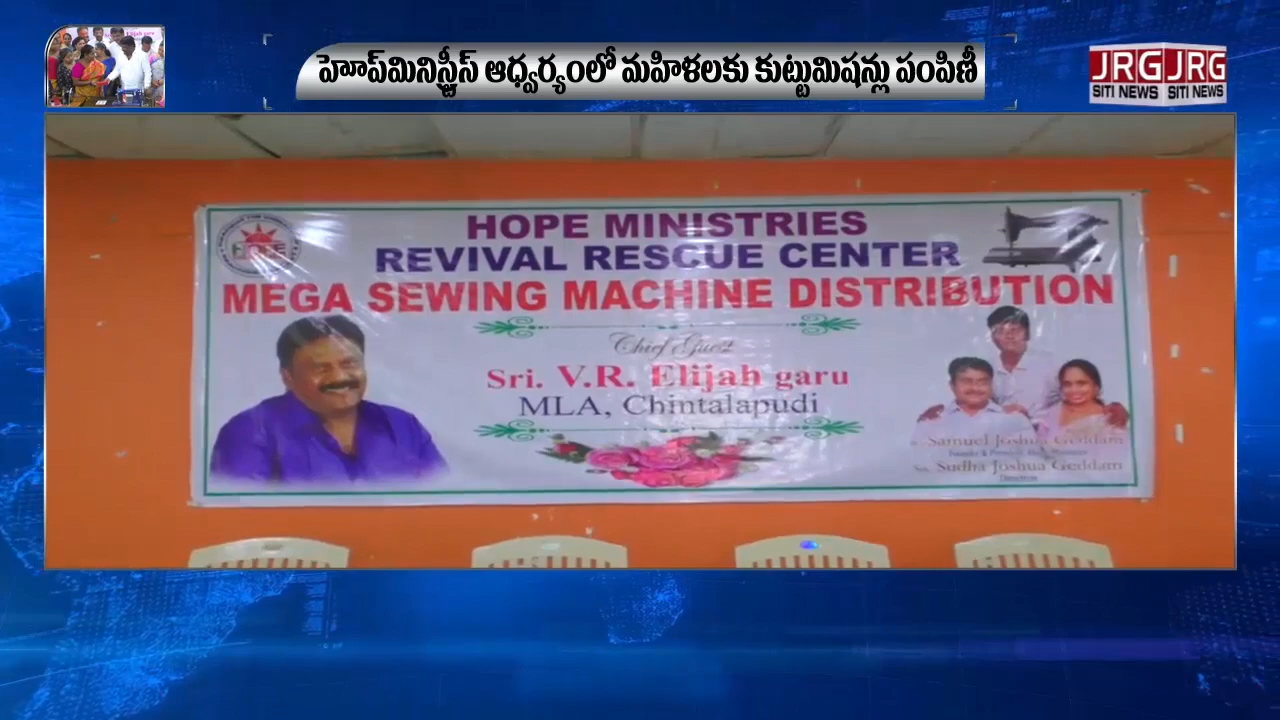 హెూప్‌మినిస్ట్రీస్ ఆధ్వర్యంలో మహిళలకు కుట్టుమిషన్లు పంపిణీ
JRG JRG
SITI NEWS SITI NEWS
HOPE MINISTRIES
REVIVAL RESCUE CENTER
MEGA SEWING MACHINE DISTRIBUTION
Chief Guest
Sri. V.R. Elijah garu
MLA, Chintalapudi
Samuel Joshua Geddam
Sudha Joshua Geddam